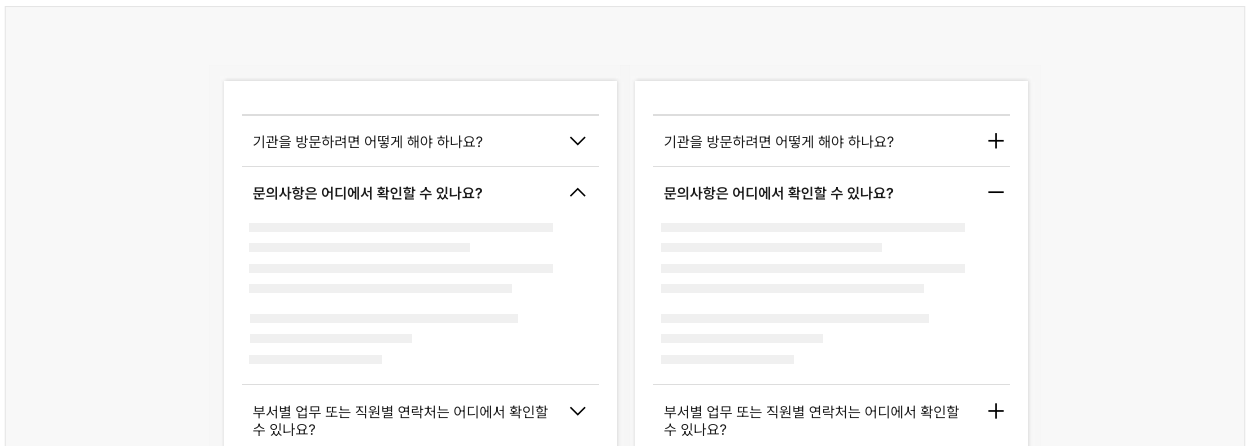 기관을 방문하려면 어떻게 해야 하나요?
문의사항은 어디에서 확인할 수 있나요?
부서별 업무 또는 직원별 연락처는 어디에서 확인할
수 있나요?
기관을 방문하려면 어떻게 해야 하나요?
문의사항은 어디에서 확인할 수 있나요?
부서별 업무 또는 직원별 연락처는 어디에서 확인할
수 있나요?